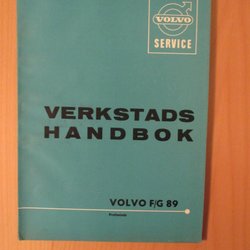 VOLVO
SERVICE
VERKSTADS
HANDBOK
VOLVO F/G 89